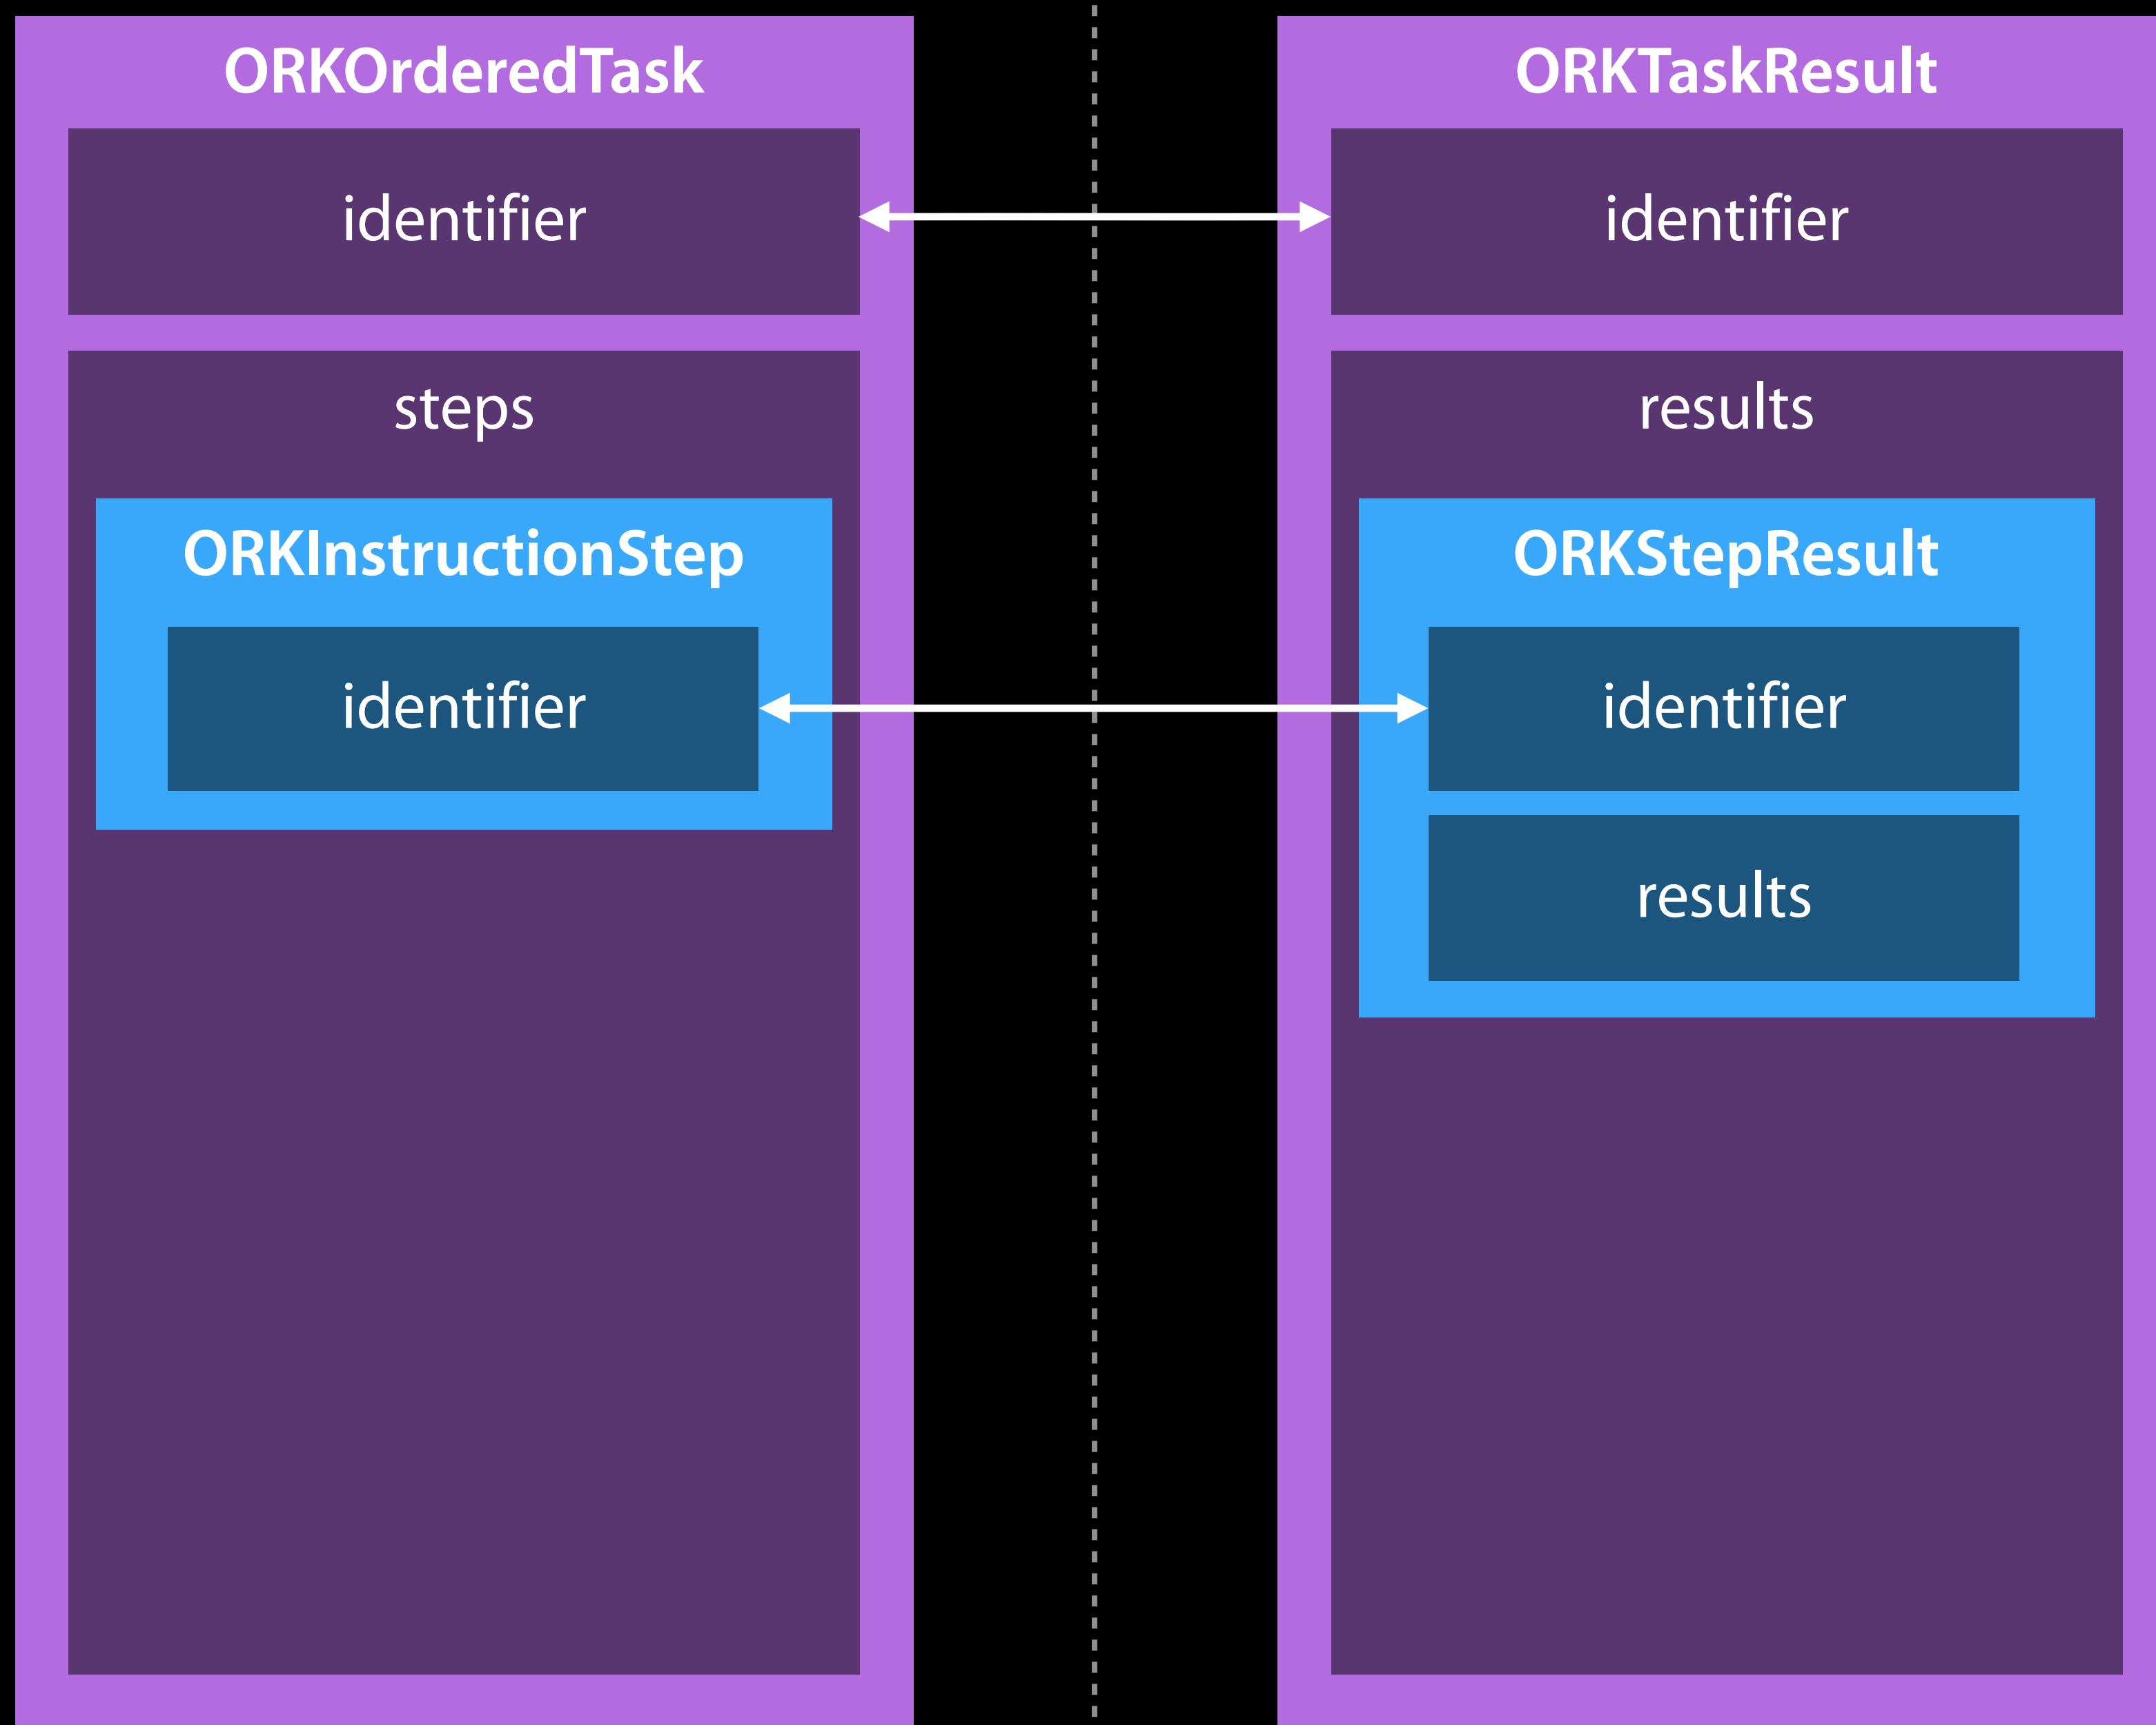 ORKOrderedTask
identifier
steps
ORKInstructionStep
identifier
ORKTaskResult
identifier
results
ORKStepResult
identifier
results